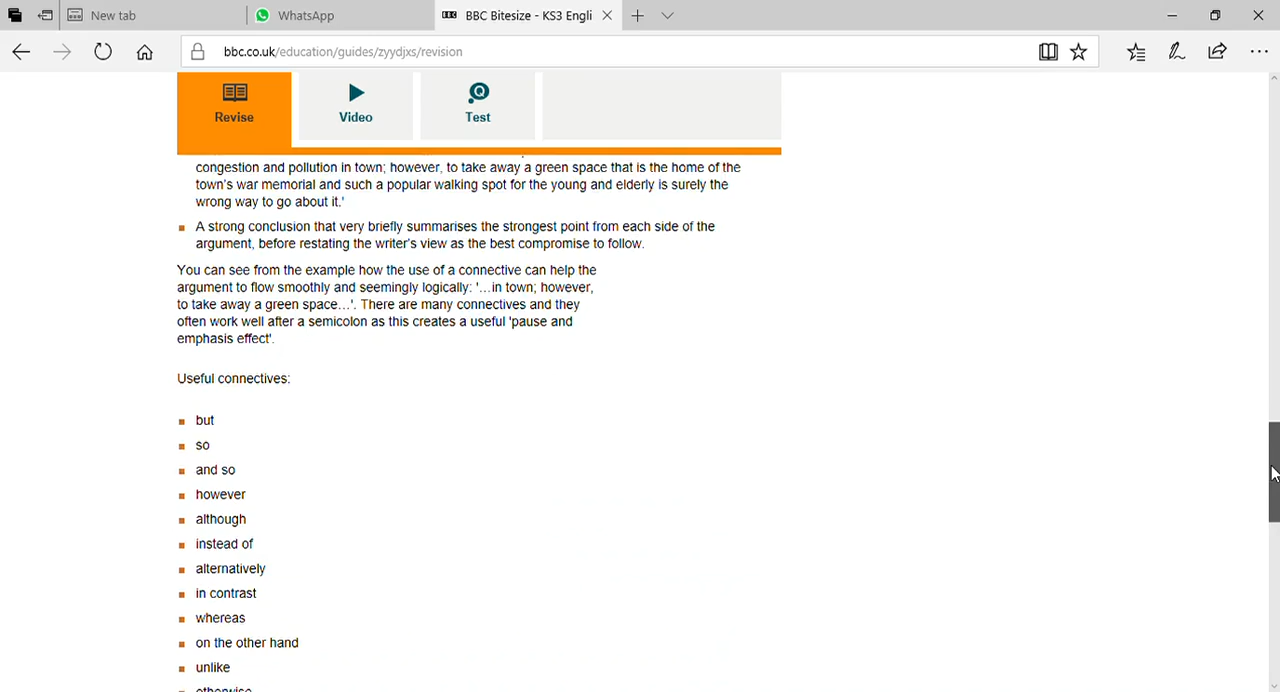 New tab
WhatsApp
BBC Bitesize - KS3 Engli
bbc.co.uk/education/guides/zyydjxs/revision
Revise
Video
Test
congestion and pollution in town; however, to take away a green space that is the home of the
town's war memorial and such a popular walking spot for the young and elderly is surely the
wrong way to go about it.'
A strong conclusion that very briefly summarises the strongest point from each side of the
argument, before restating the writer's view as the best compromise to follow.
You can see from the example how the use of a connective can help the
argument to flow smoothly and seemingly logically: '…in town; however,
to take away a green space…'. There are many connectives and they
often work well after a semicolon as this creates a useful 'pause and
emphasis effect'.
Useful connectives:
but
so
and so
however
although
instead of
alternatively
in contrast
whereas
on the other hand
unlike
otherwise